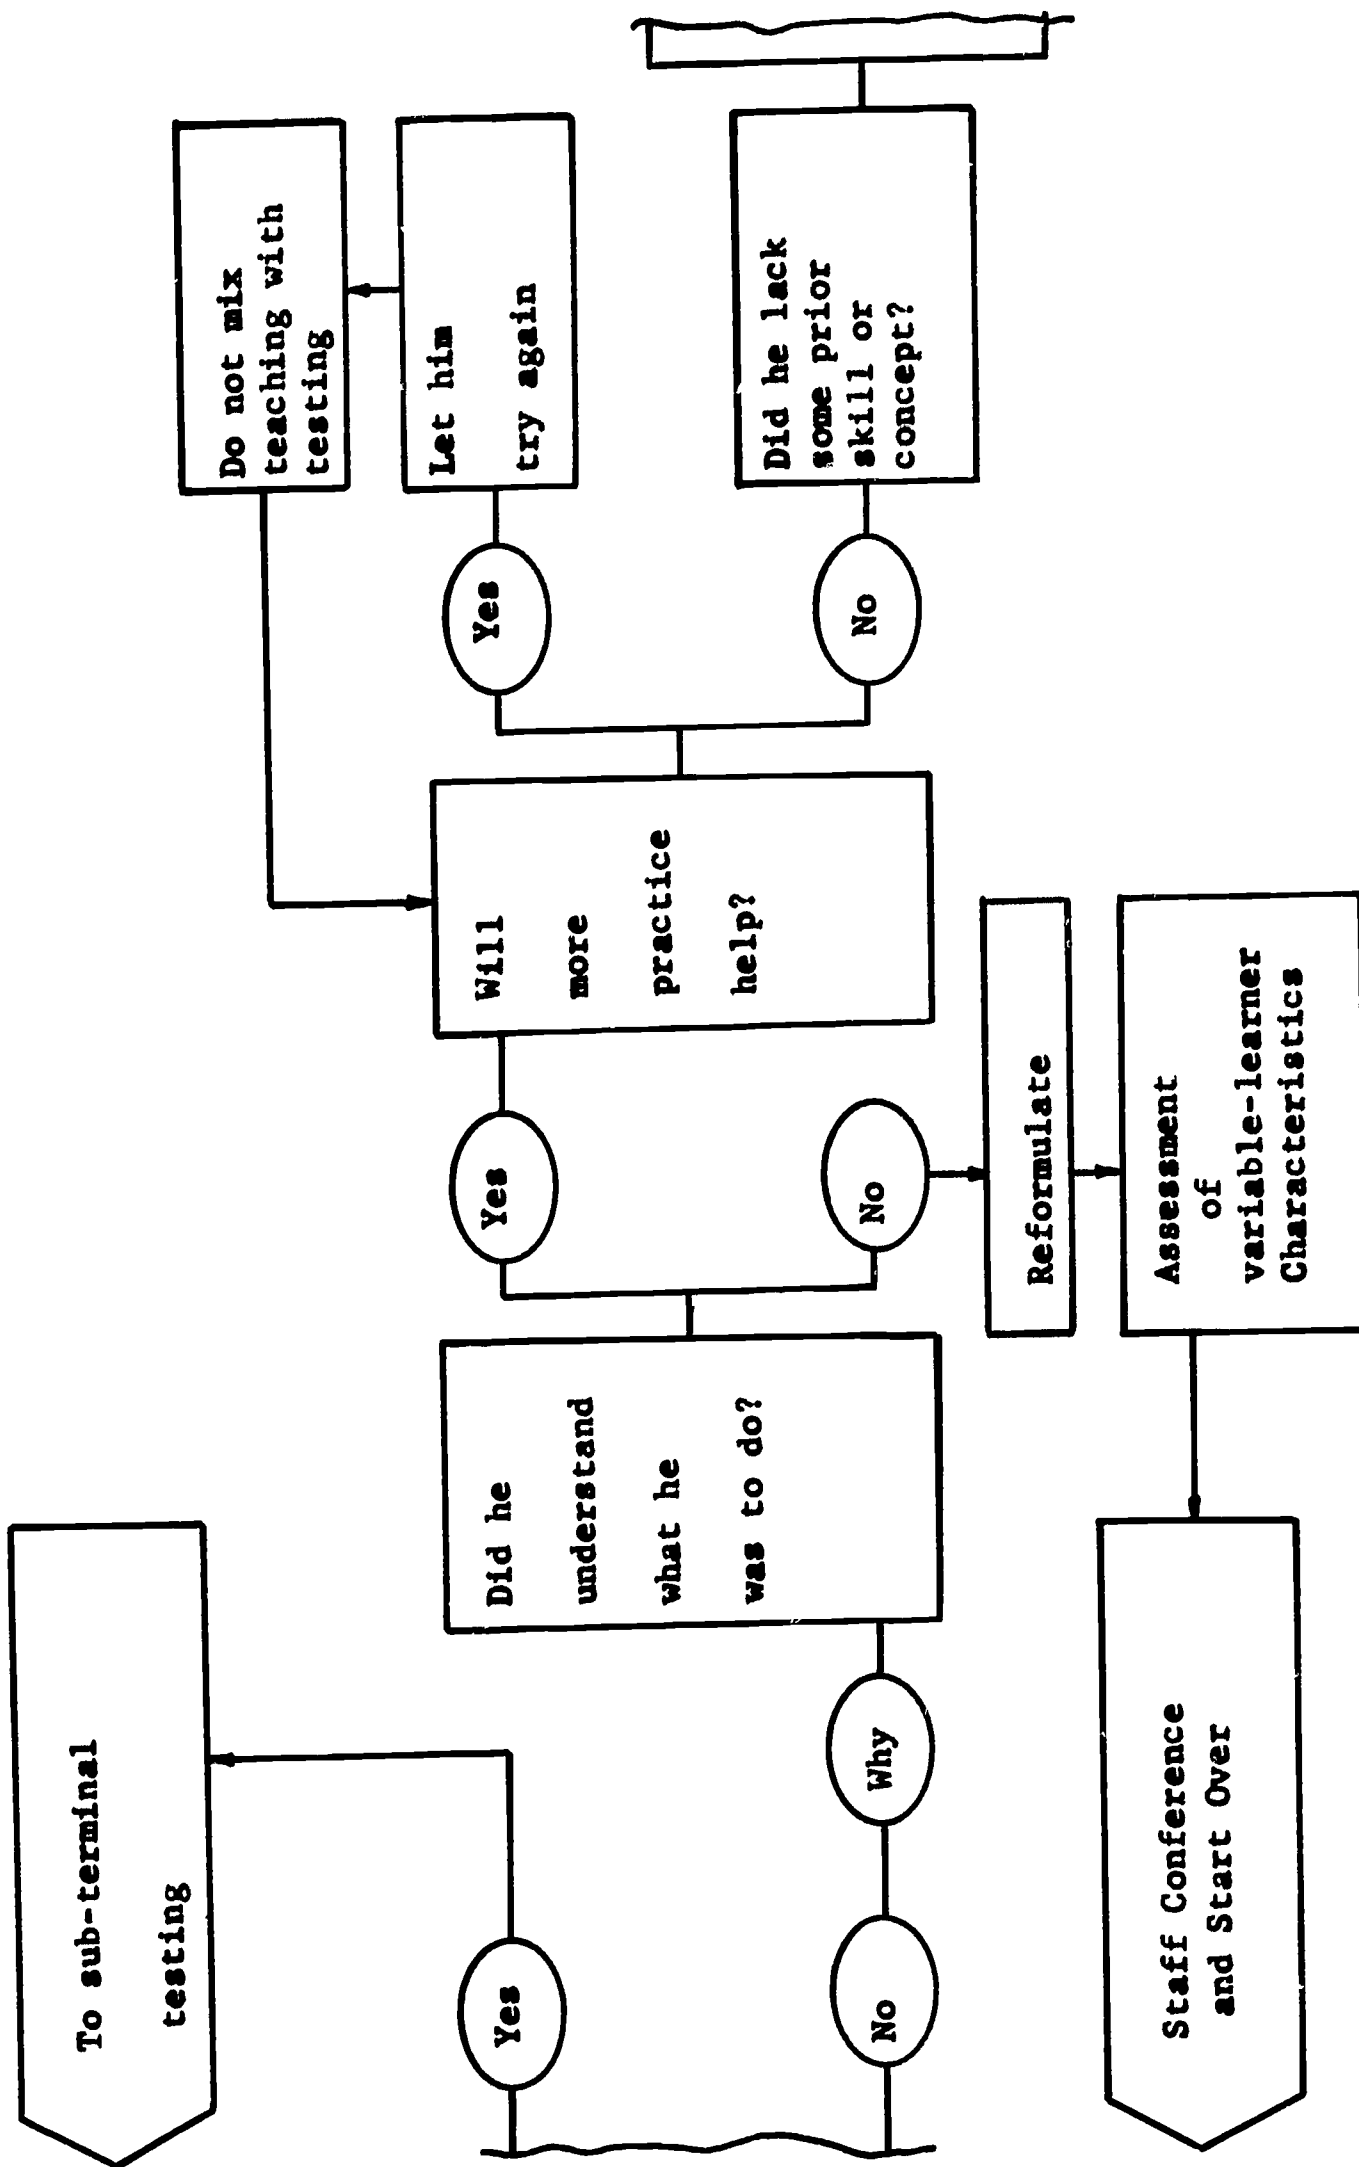 To sub-terminal
testing
Yes
No
Why
Did he
understand
what he
was to do?
Yes
No
Will
more
practice
help?
Yes
No
Do not mix
teaching with
testing
Let him
try again
Did he lack
some prior
skill or
concept?
Reformulate
Assessment
of
variable-learner
Characteristics
Staff Conference
and Start Over